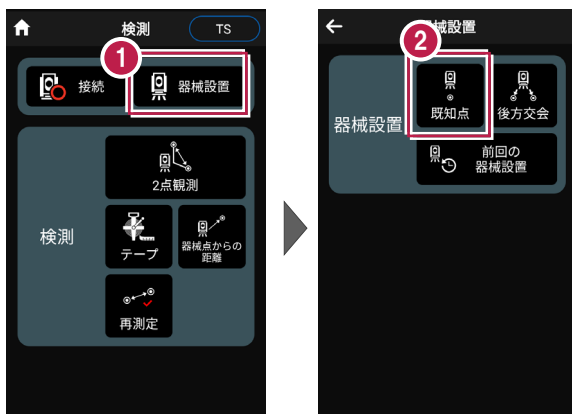 検測
TS
1
接続
器械設置
2点観測
検測
テープ
器械点からの
距離
再測定
器械設置
2
既知点
後方交会
器械設置
前回の
器械設置